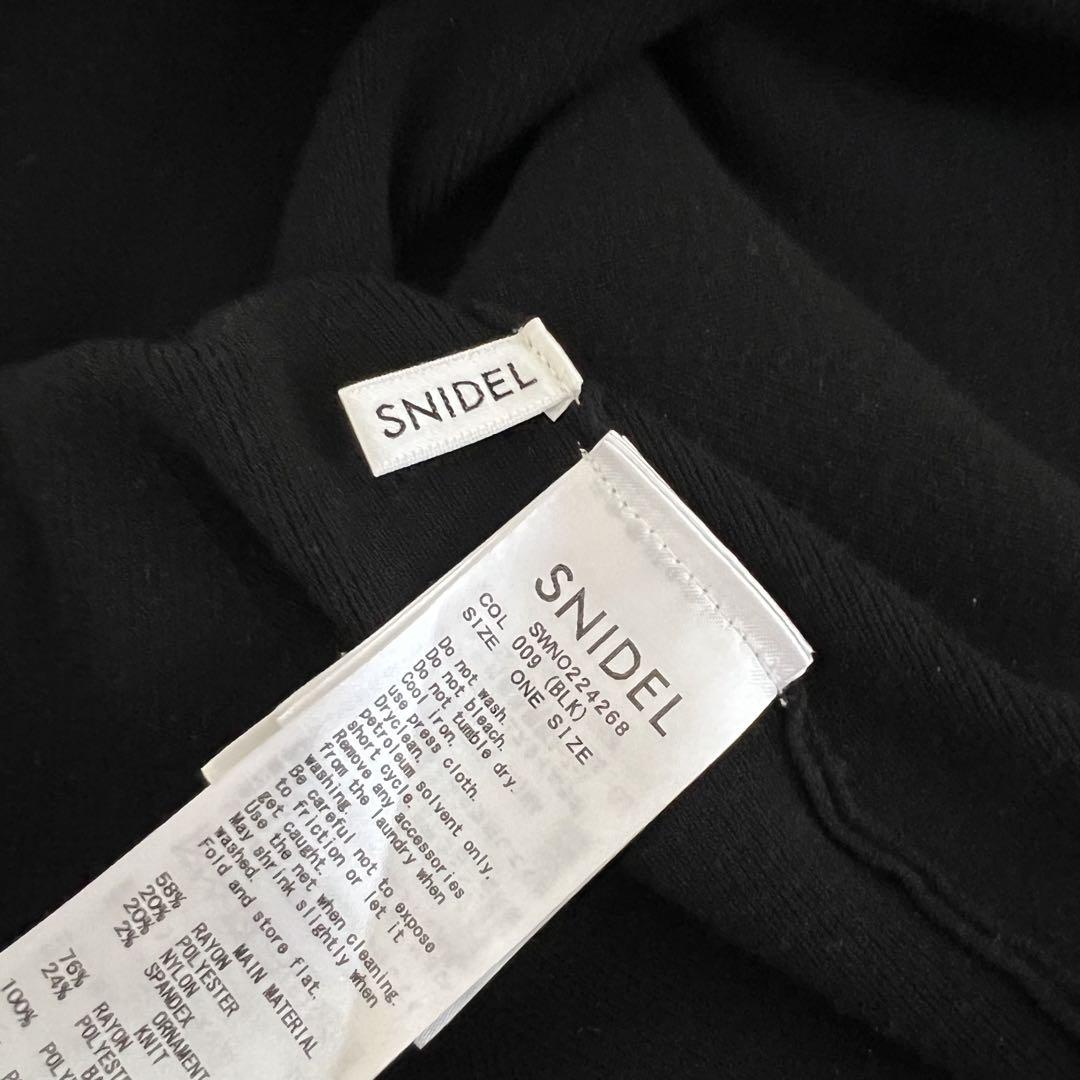 SNIDEL
SNIDEL
SWNO224268
COL 009 (BLK)
SIZE ONE SIZE
Do not wash.
Do not bleach.
Do not tumble dry.
Cool iron.
use press cloth.
Dryclean.
petroleum solvent only.
short cycle.
Remove any accessories
from the laundry when
washing.
Be careful not to expose
to friction or let it
get caught.
Use the net when cleaning.
May shrink slightly when
washed.
Fold and store flat.
MAIN MATERIAL
58% RAYON
20% POLYESTER
20% NYLON
2% SPANDEX
ORNAMENT
KNIT
76% RAYON
24% POLYESTER
100%